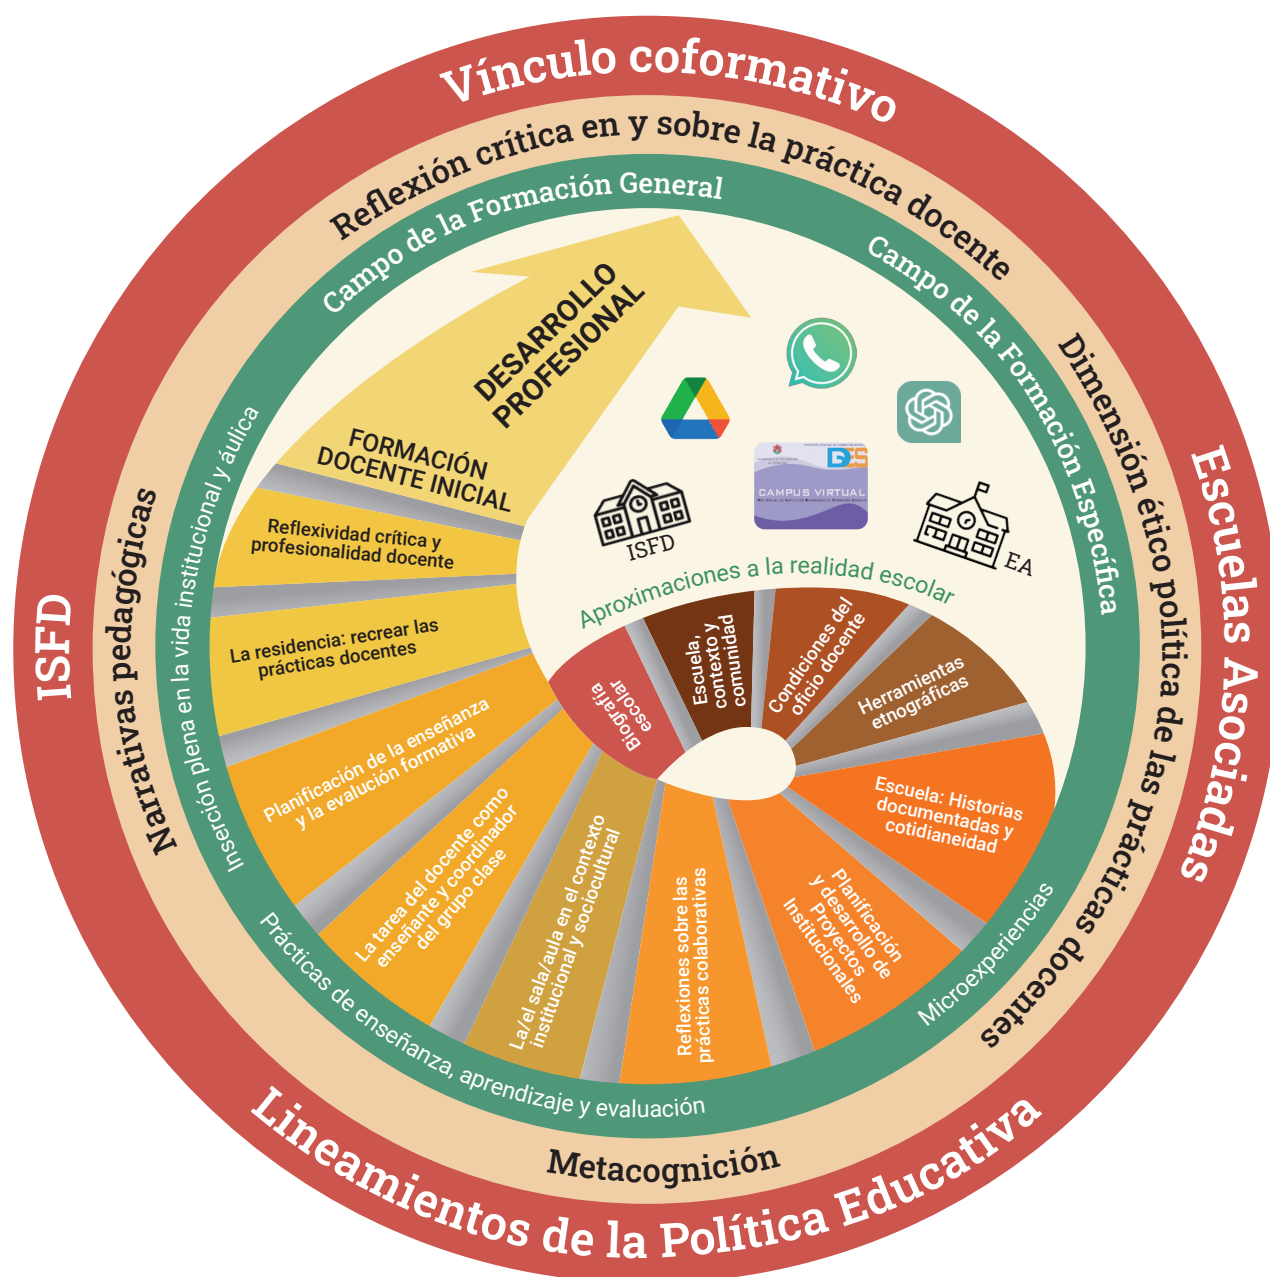 Vínculo coformativo
Escuelas Asociadas
Lineamientos de la Política Educativa
ISFD
Reflexión crítica en y sobre la práctica docente
Dimensión ético política de las prácticas docentes
Metacognición
Narrativas pedagógicas
Campo de la Formación General
Campo de la Formación Específica
Microexperiencias
Prácticas de enseñanza, aprendizaje y evaluación
Inserción plena en la vida institucional y áulica
DESARROLLO
PROFESIONAL
FORMACIÓN
DOCENTE INICIAL
CAMPUS VIRTUAL
ISFD
EA
Aproximaciones a la realidad escolar
Biografía
escolar
Escuela,
contexto y
comunidad
Condiciones del
oficio docente
Herramientas
etnográficas
Escuela: Historias
documentadas y
cotidianeidad
Planificación
y desarrollo de
Proyectos
Institucionales
Reflexiones sobre las
prácticas colaborativas
La/el sala/aula en el contexto
institucional y sociocultural
La tarea del docente como
enseñante y coordinador
del grupo clase
Planificación de la enseñanza
y la evalución formativa
La residencia: recrear las
prácticas docentes
Reflexividad crítica y
profesionalidad docente